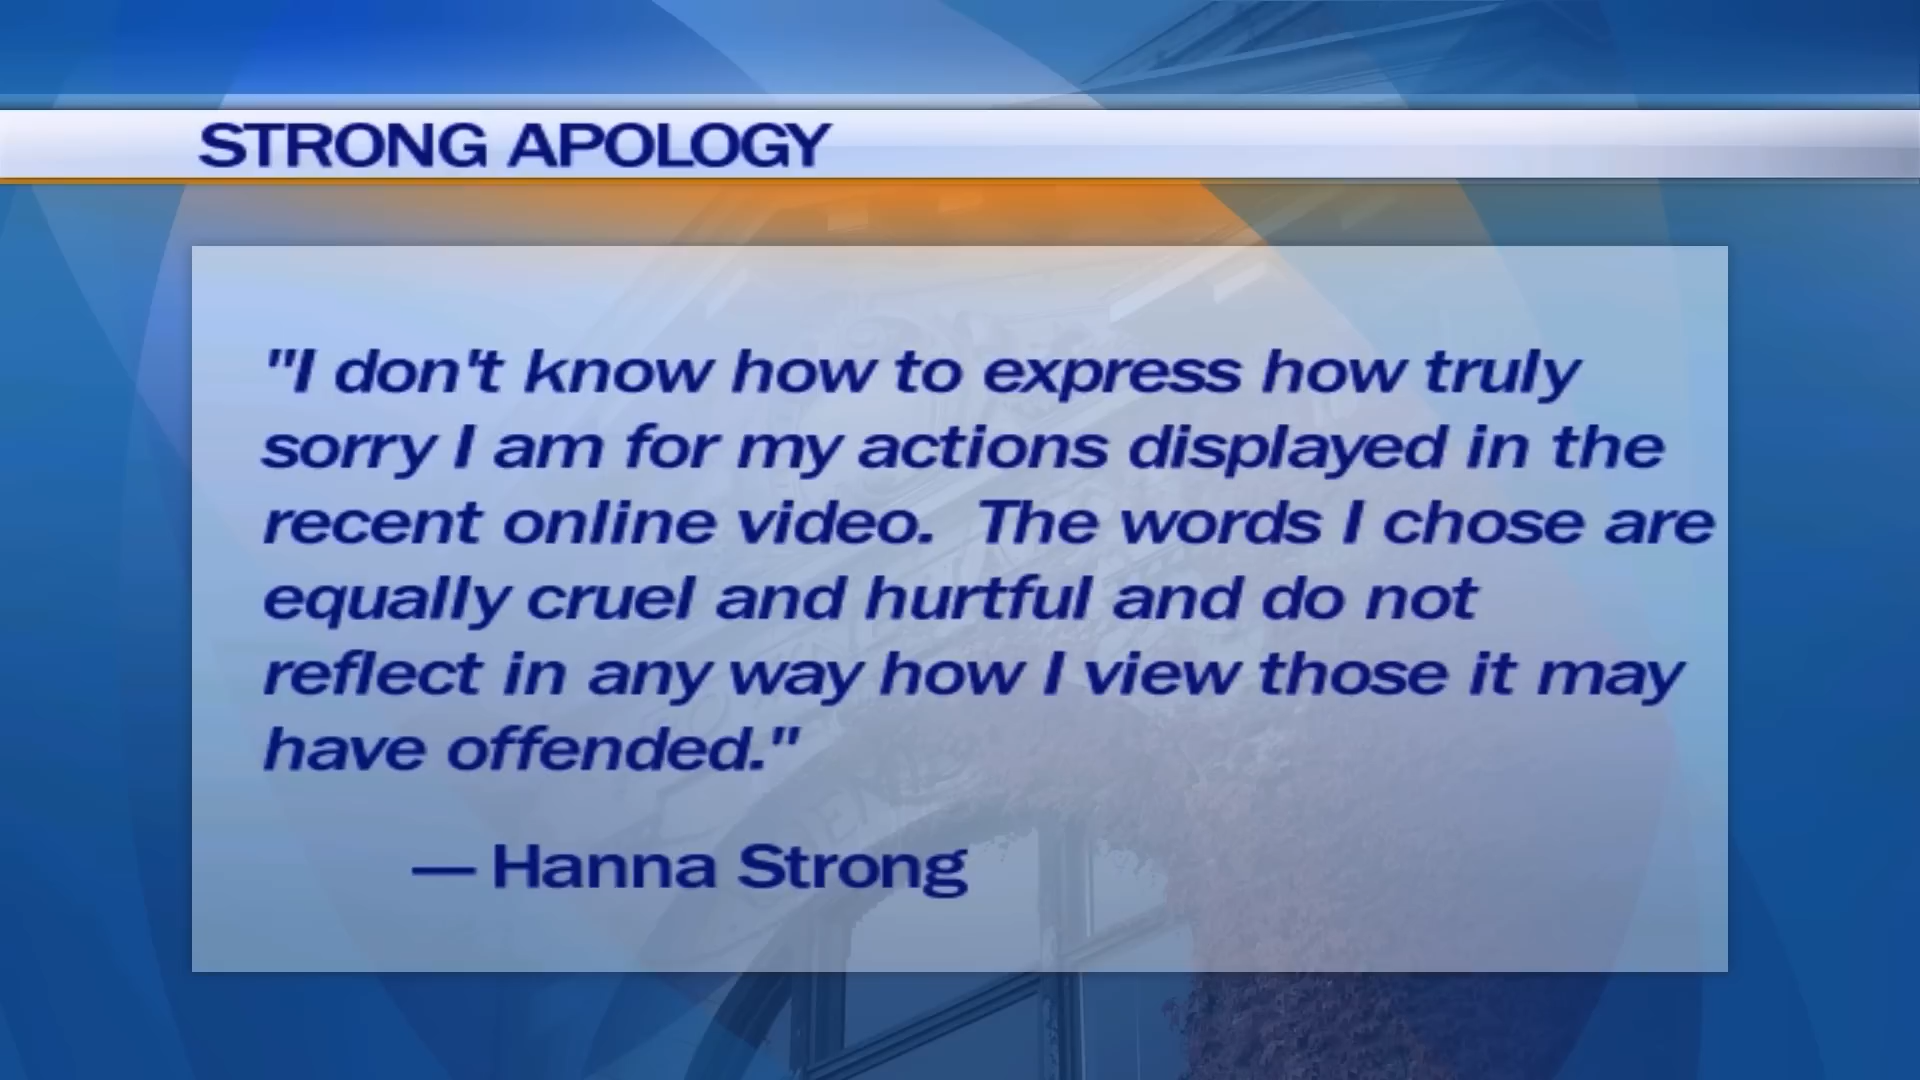 STRONG APOLOGY
"I don't know how to express how truly
sorry I am for my actions displayed in the
recent online video.  The words I chose are
equally cruel and hurtful and do not
reflect in any way how I view those it may
have offended."
— Hanna Strong